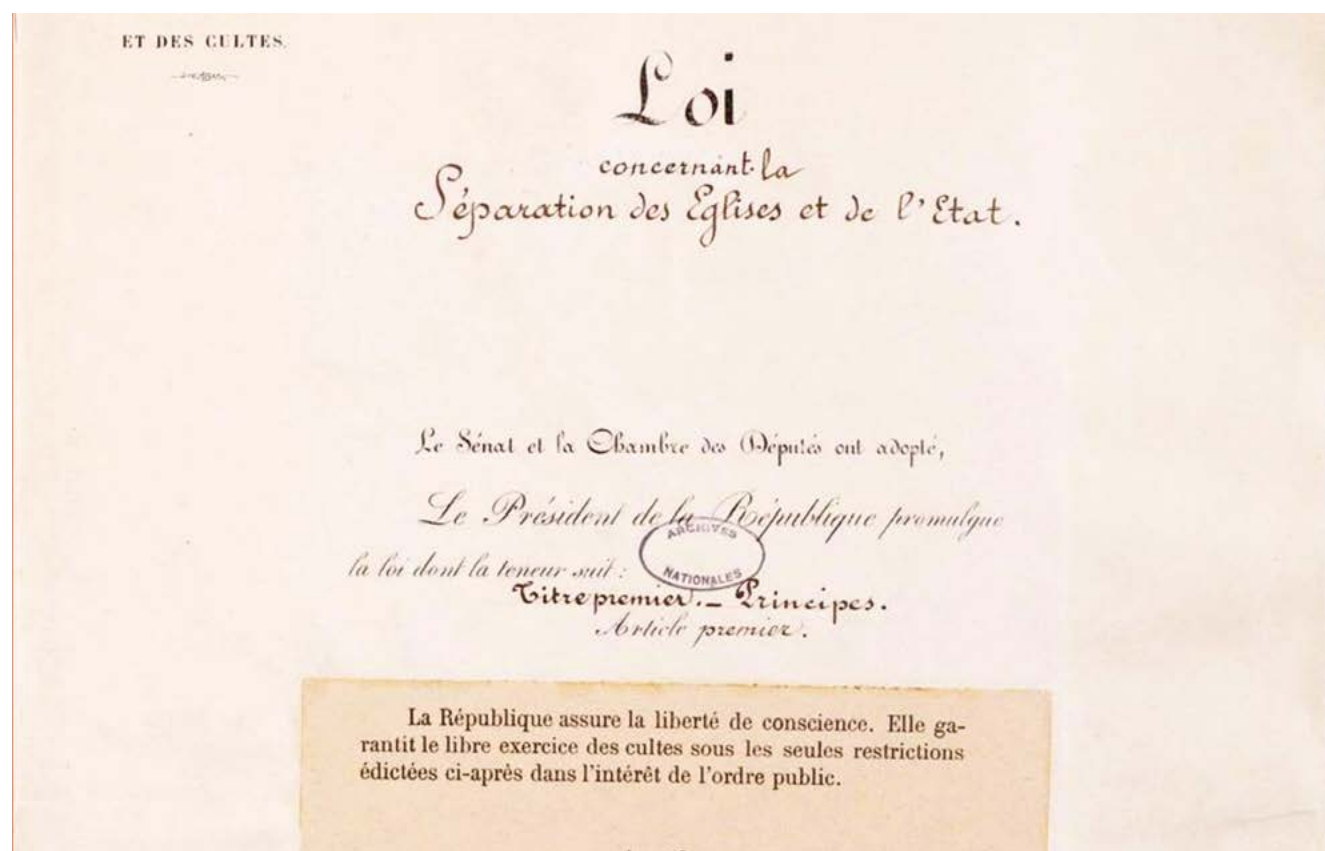 ET DES CULTES.
Loi
concernant la
Séparation des Eglises et de l'Etat.
Le Sénat et la Chambre des Députés ont adopté,
Le Président de la République promulgue
la loi dont la teneur suit :
ARCHIVES
NATIONALES
Titre premier. _ Principes.
Article premier.
La République assure la liberté de conscience. Elle ga-
rantit le libre exercice des cultes sous les seules restrictions
édictées ci-après dans l'intérêt de l'ordre public.